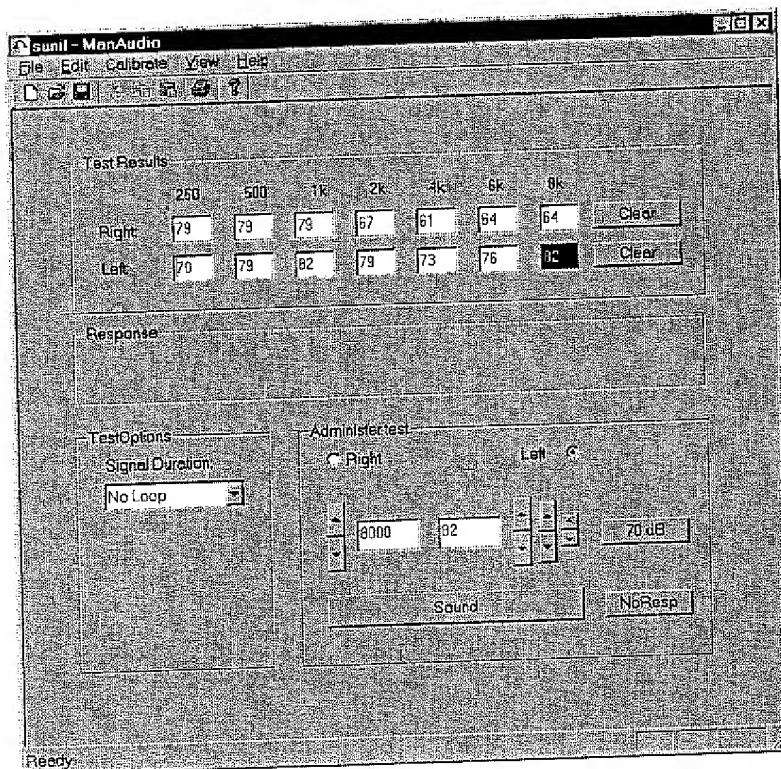 sunil - ManAudio
File Edit Calibrate View Help
Test Results
250 500 1k 2k 4k 6k 8k
Right: 79 79 79 67 61 64 64 Clear
Left: 70 79 82 79 73 76 82 Clear
Response
TestOptions
Signal Duration:
No Loop
Administer test
Right Left
8000 82 70 dB
Sound NoResp
Ready